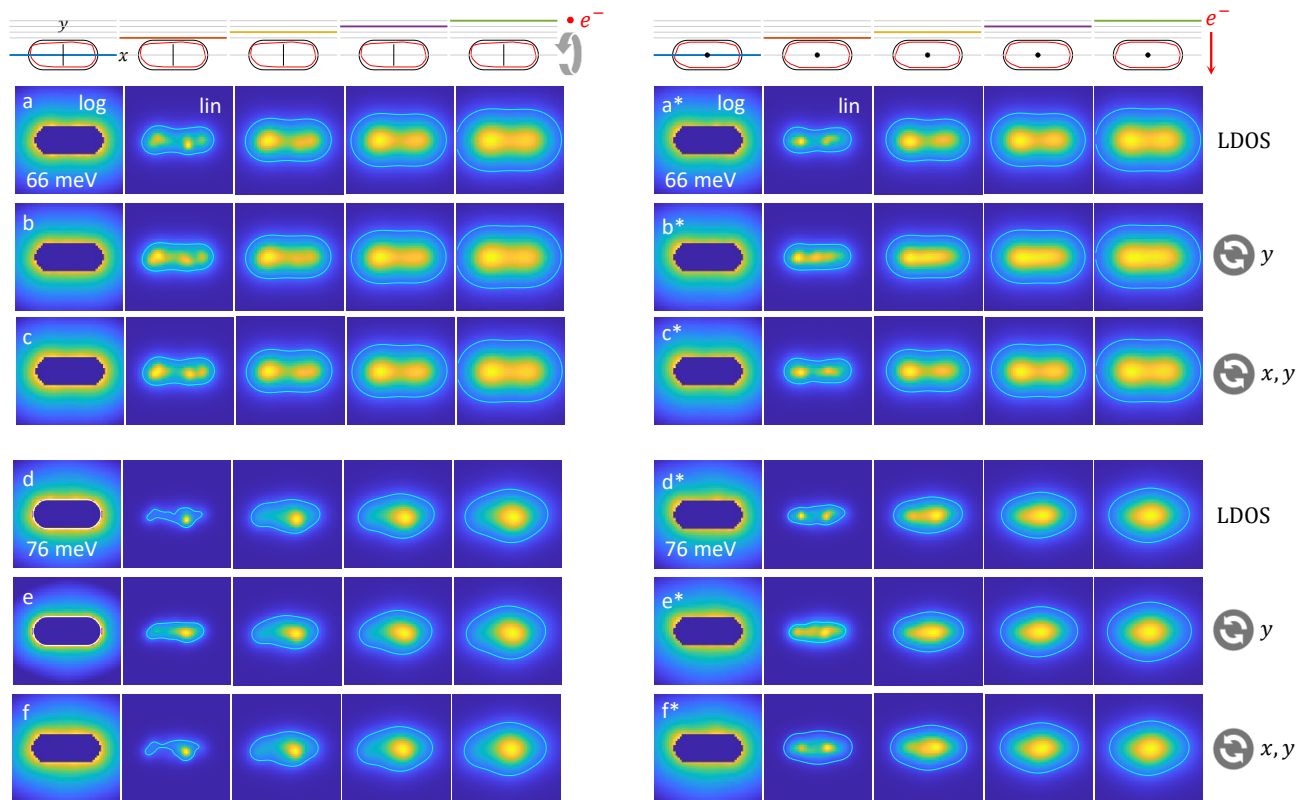 y
x
e⁻
e⁻
a log lin
66 meV
a* log lin
66 meV
LDOS
b
b*
y
c
c*
x, y
d
76 meV
d*
76 meV
LDOS
e
e*
y
f
f*
x, y